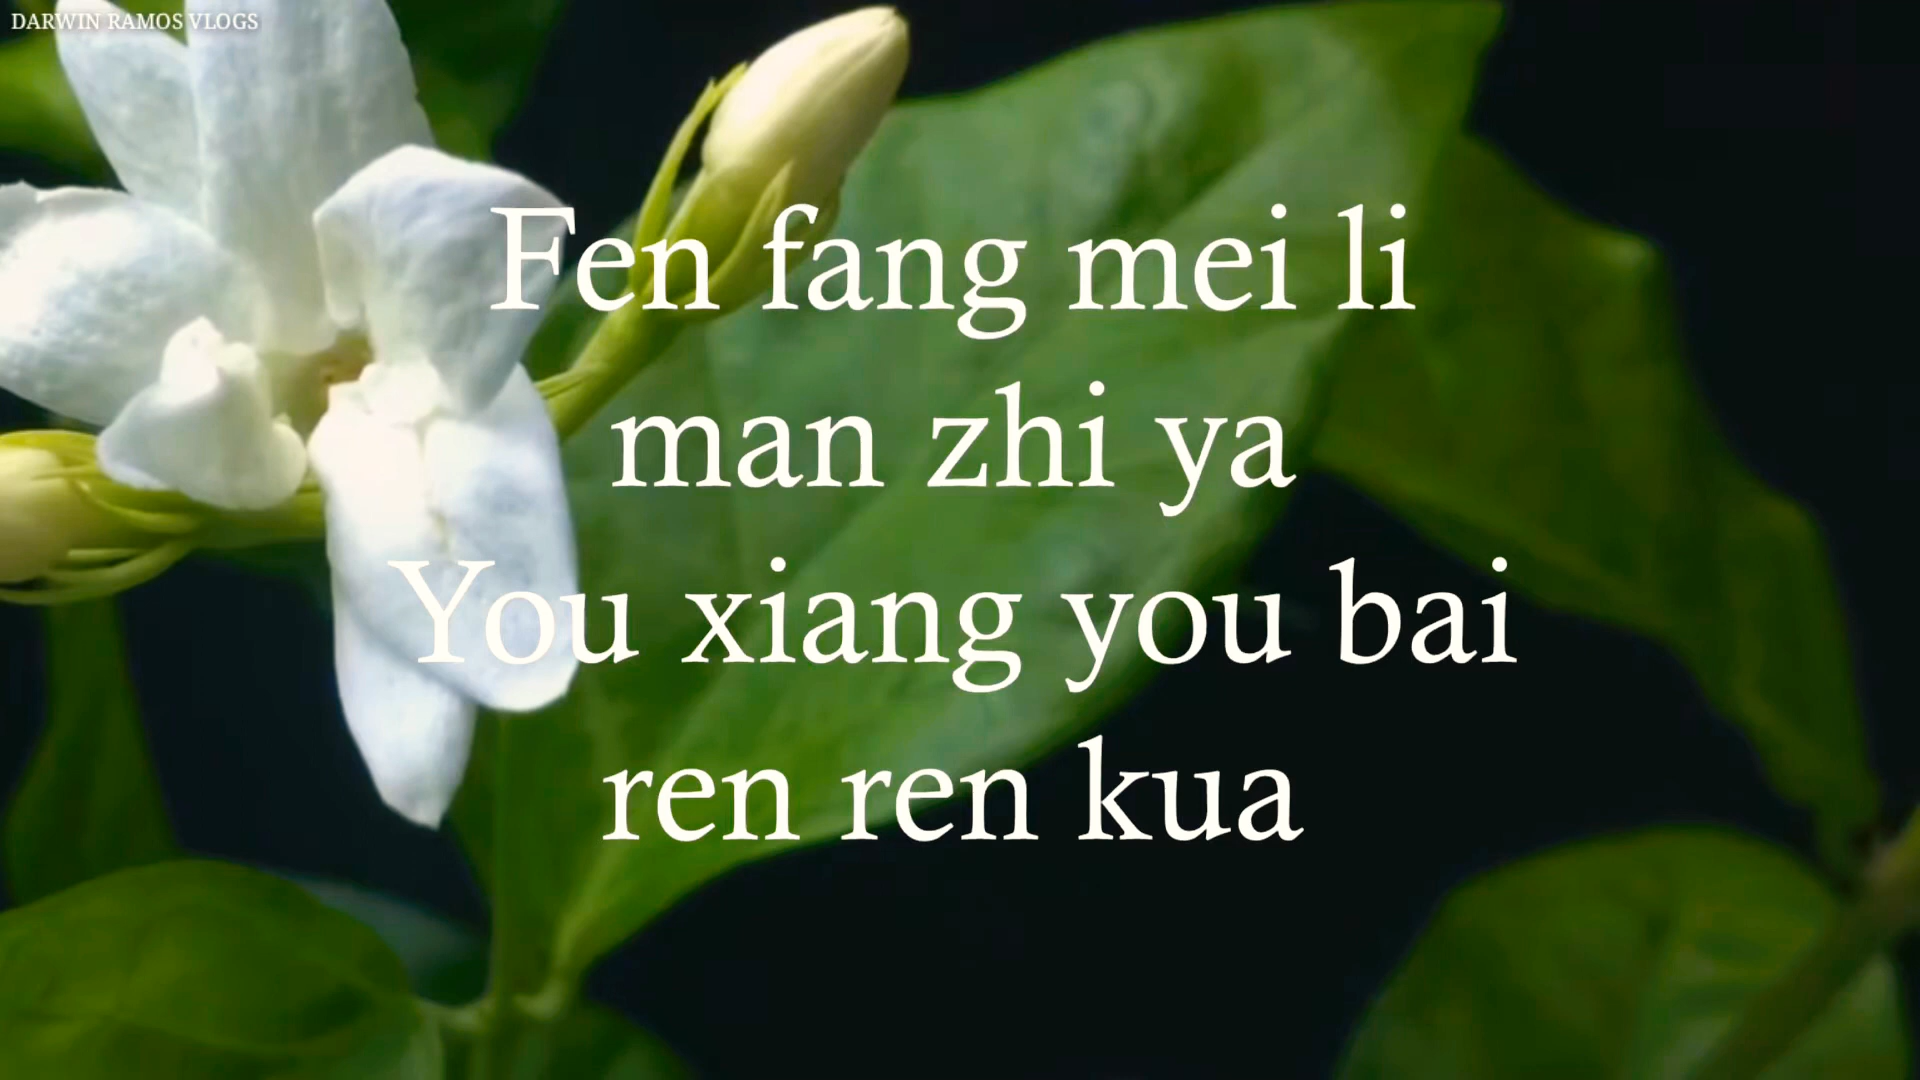 DARWIN RAMOS VLOGS
Fen fang mei li
man zhi ya
You xiang you bai
ren ren kua